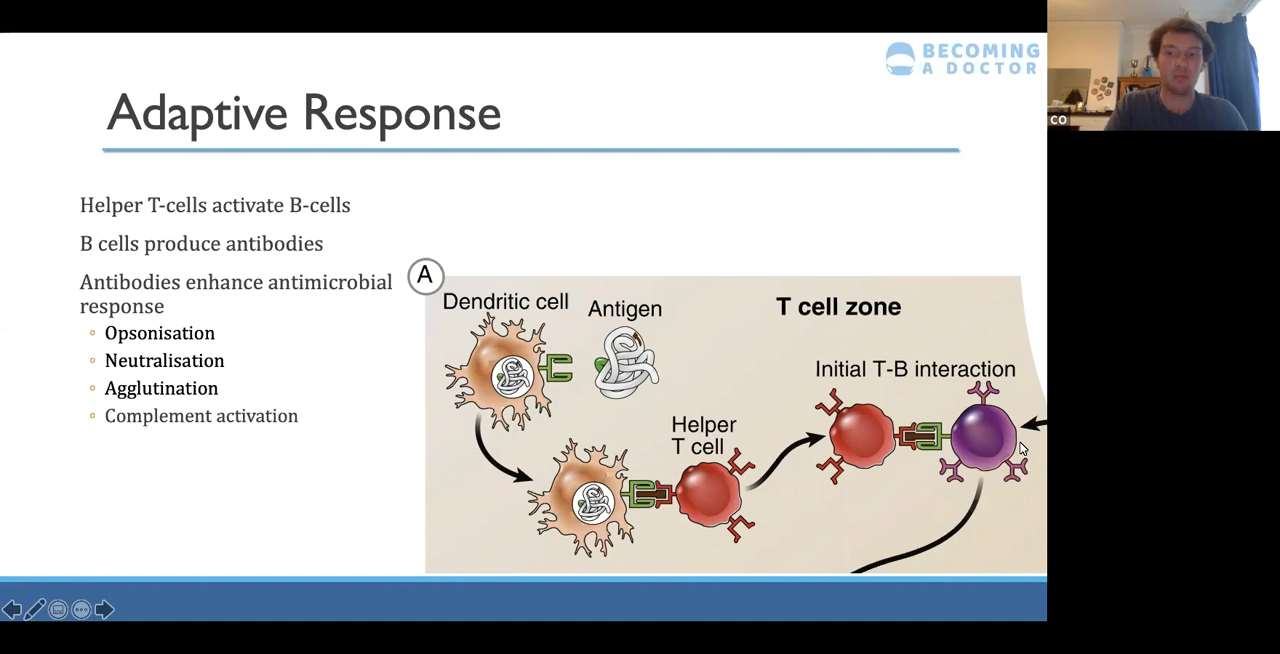 BECOMING
A DOCTOR
CO
Adaptive Response
Helper T-cells activate B-cells
B cells produce antibodies
Antibodies enhance antimicrobial
response
Opsonisation
Neutralisation
Agglutination
Complement activation
A
Dendritic cell
Antigen
T cell zone
Initial T-B interaction
Helper
T cell